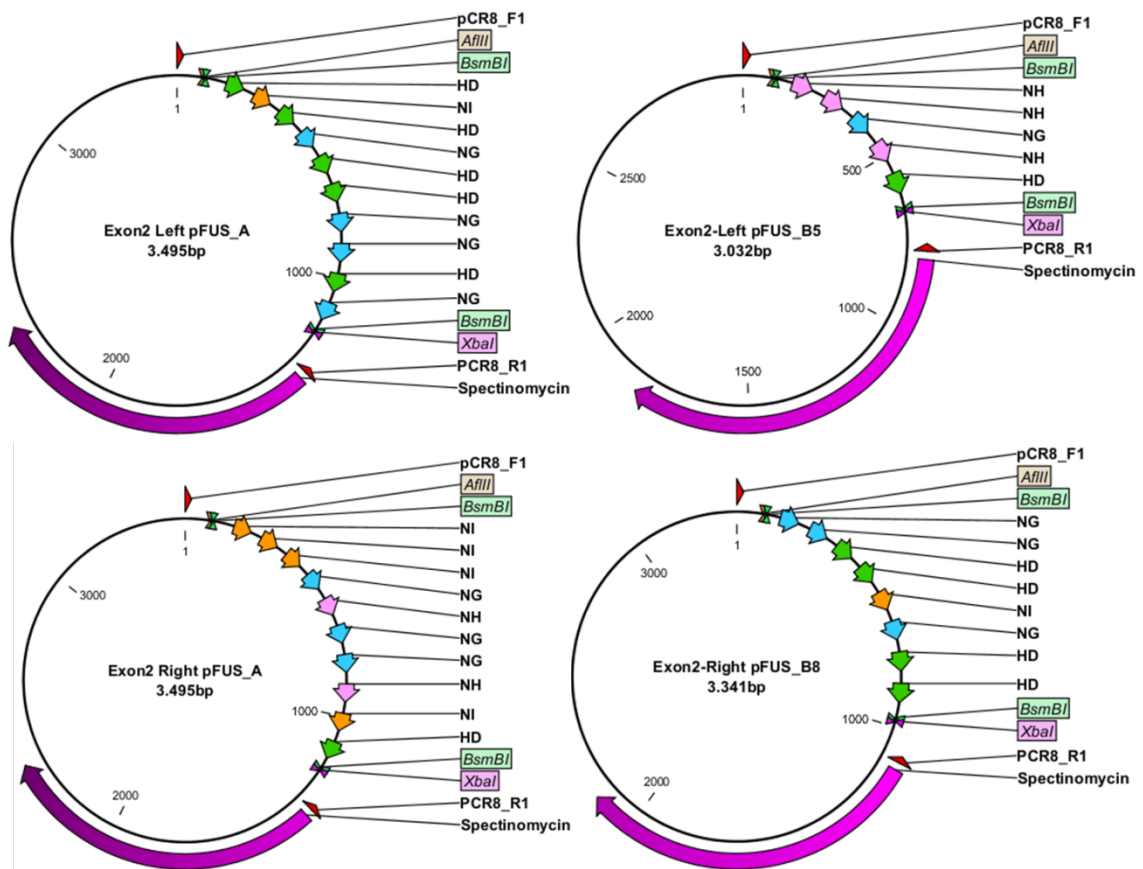 pCR8_F1
AflII
BsmBI
HD
NI
HD
NG
HD
HD
NG
NG
HD
NG
BsmBI
XbaI
PCR8_R1
Spectinomycin
1
1000
2000
3000
Exon2 Left pFUS_A
3.495bp
pCR8_F1
AflII
BsmBI
NH
NH
NG
NH
HD
BsmBI
XbaI
PCR8_R1
Spectinomycin
1
500
1000
1500
2000
2500
Exon2-Left pFUS_B5
3.032bp
pCR8_F1
AflII
BsmBI
NI
NI
NI
NG
NH
NG
NG
NH
NI
HD
BsmBI
XbaI
PCR8_R1
Spectinomycin
1
1000
2000
3000
Exon2 Right pFUS_A
3.495bp
pCR8_F1
AflII
BsmBI
NG
NG
HD
HD
NI
NG
HD
HD
BsmBI
XbaI
PCR8_R1
Spectinomycin
1
1000
2000
3000
Exon2-Right pFUS_B8
3.341bp